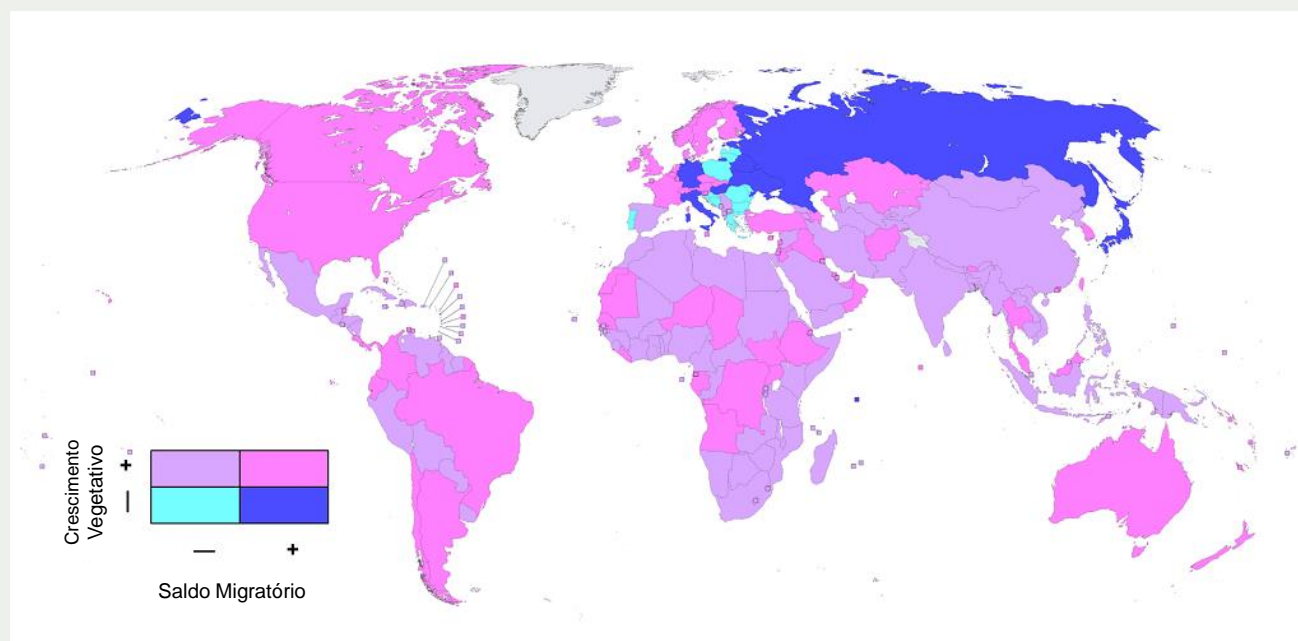 Crescimento
Vegetativo
+
—
— +
Saldo Migratório